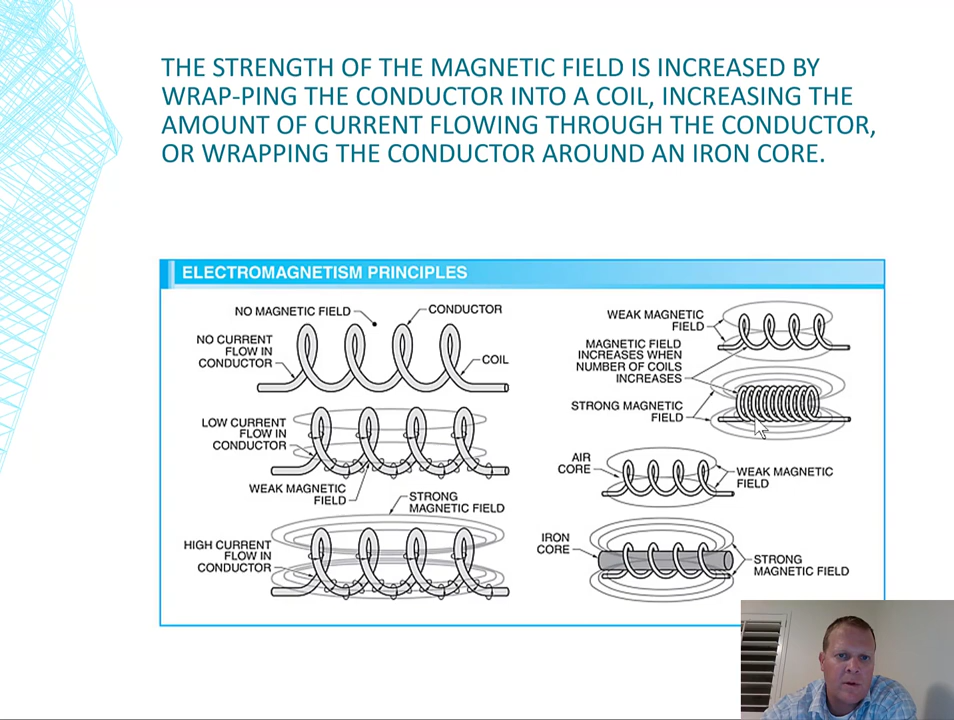 THE STRENGTH OF THE MAGNETIC FIELD IS INCREASED BY
WRAP-PING THE CONDUCTOR INTO A COIL, INCREASING THE
AMOUNT OF CURRENT FLOWING THROUGH THE CONDUCTOR,
OR WRAPPING THE CONDUCTOR AROUND AN IRON CORE.
ELECTROMAGNETISM PRINCIPLES
NO MAGNETIC FIELD
CONDUCTOR
NO CURRENT
FLOW IN
CONDUCTOR
COIL
LOW CURRENT
FLOW IN
CONDUCTOR
WEAK MAGNETIC
FIELD
STRONG
MAGNETIC FIELD
HIGH CURRENT
FLOW IN
CONDUCTOR
WEAK MAGNETIC
FIELD
MAGNETIC FIELD
INCREASES WHEN
NUMBER OF COILS
INCREASES
STRONG MAGNETIC
FIELD
AIR
CORE
WEAK MAGNETIC
FIELD
IRON
CORE
STRONG
MAGNETIC FIELD